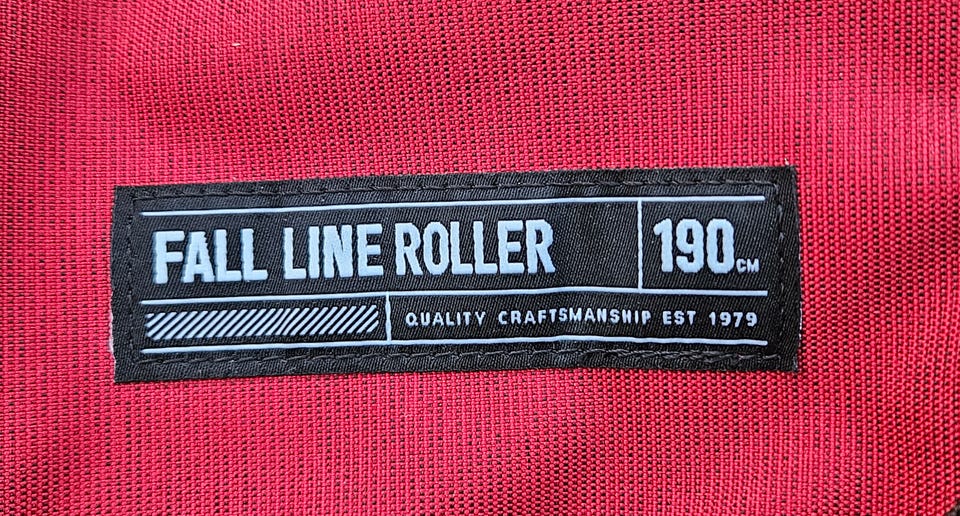 FALL LINE ROLLER 190CM
QUALITY CRAFTSMANSHIP EST 1979